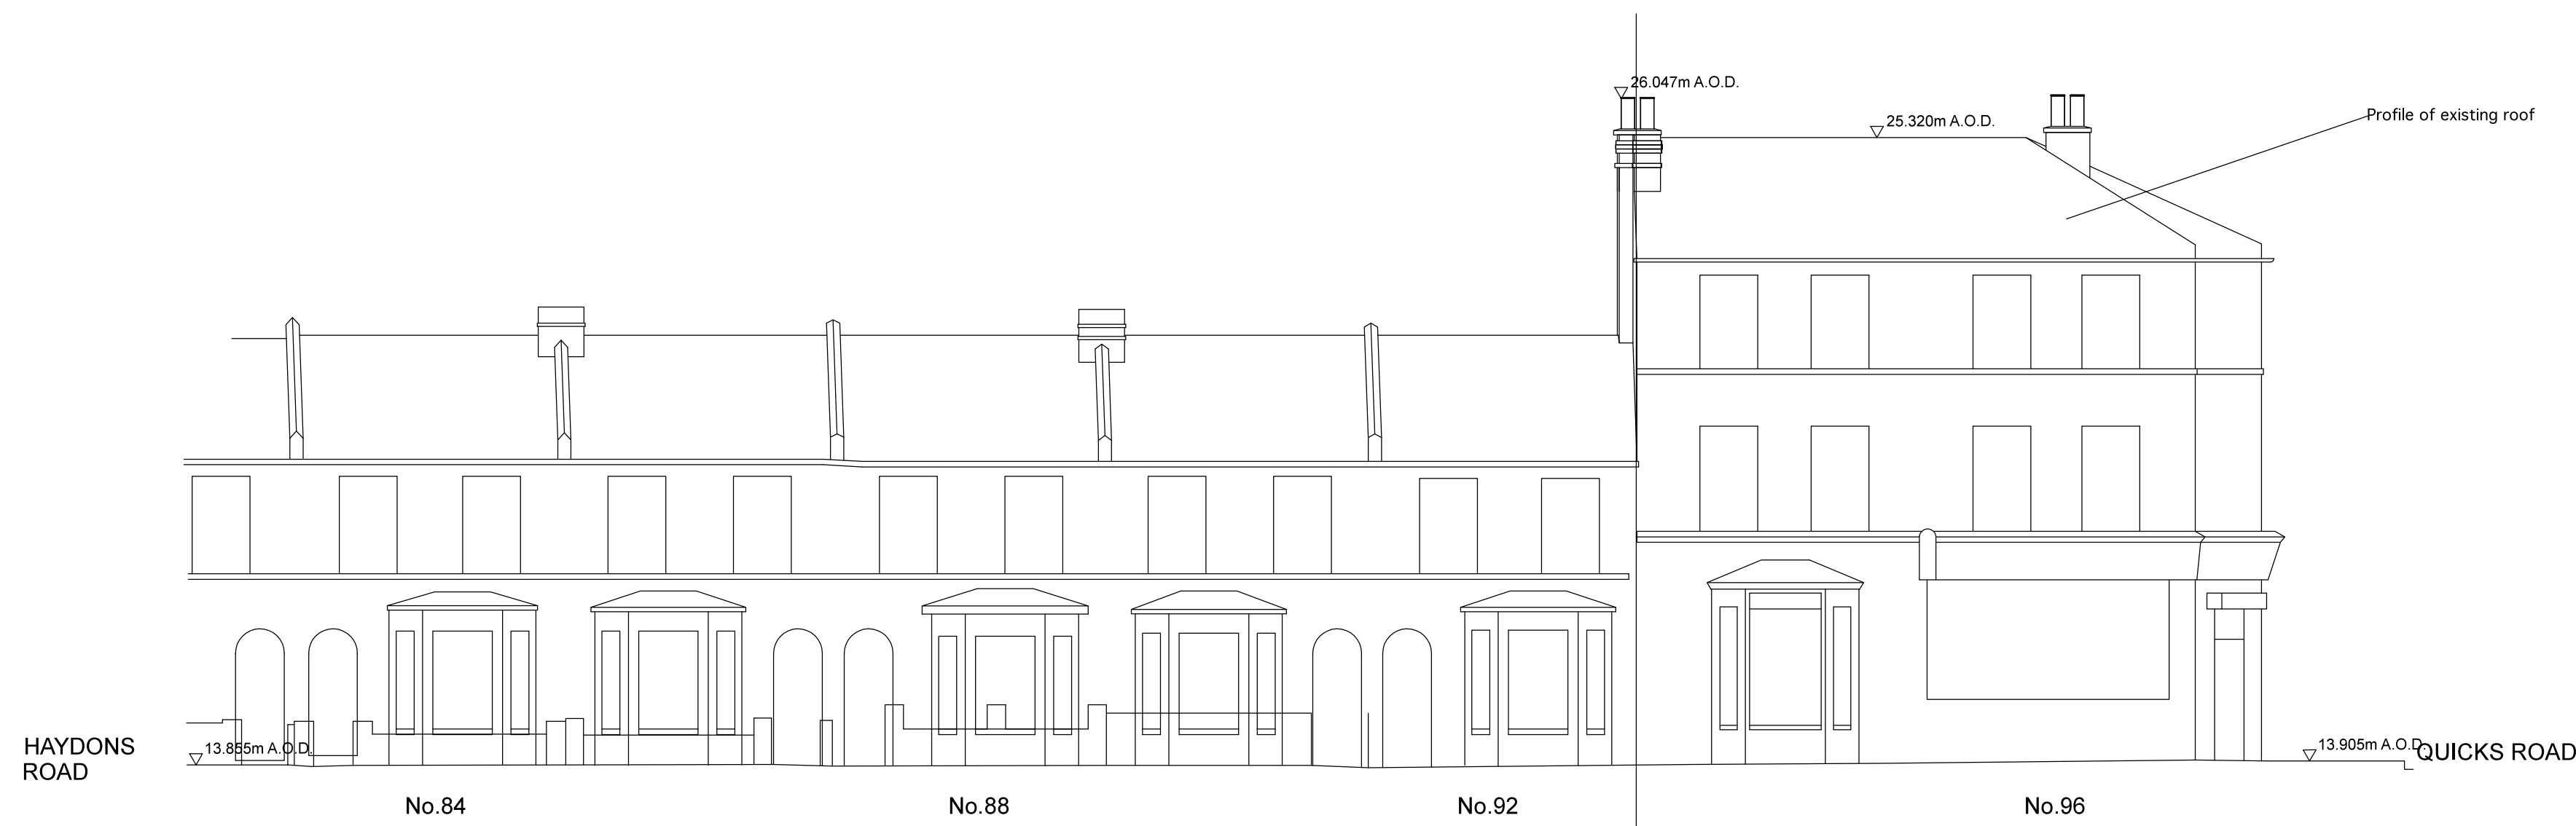 26.047m A.O.D.
25.320m A.O.D.
Profile of existing roof
HAYDONS
ROAD
13.855m A.O.D.
13.905m A.O.D.
QUICKS ROAD
No.84
No.88
No.92
No.96